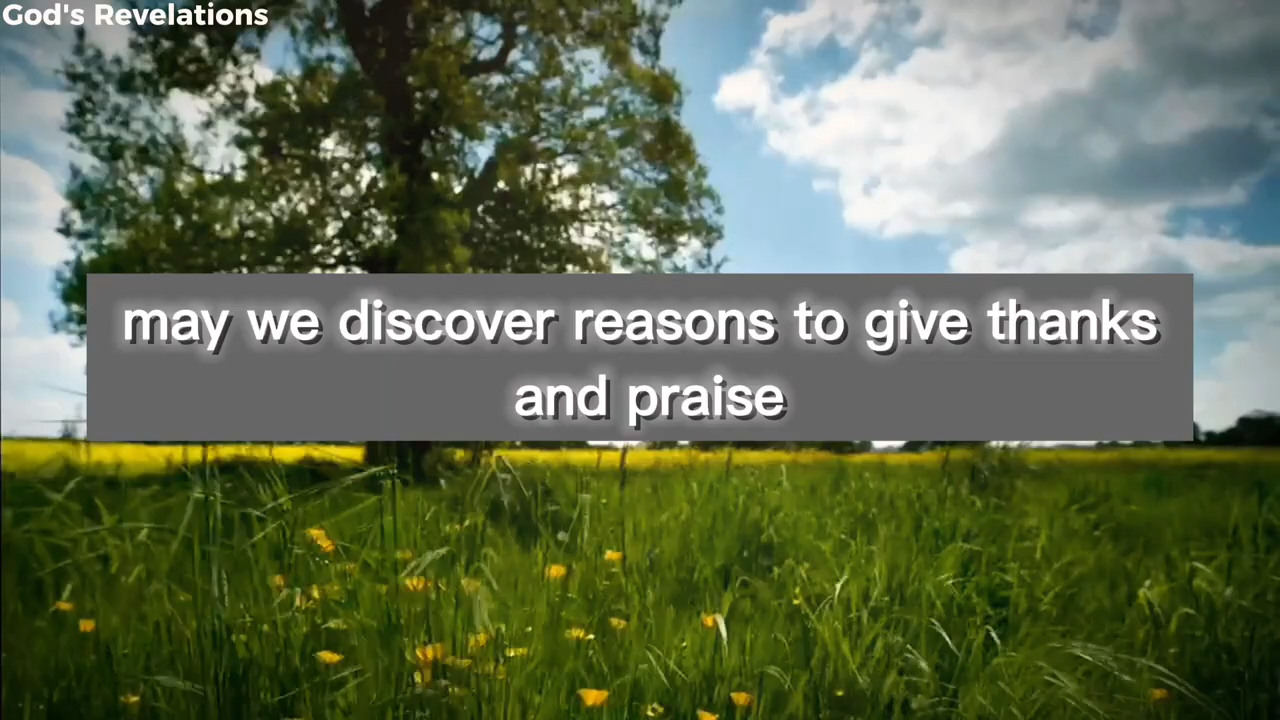 God's Revelations
may we discover reasons to give thanks
and praise